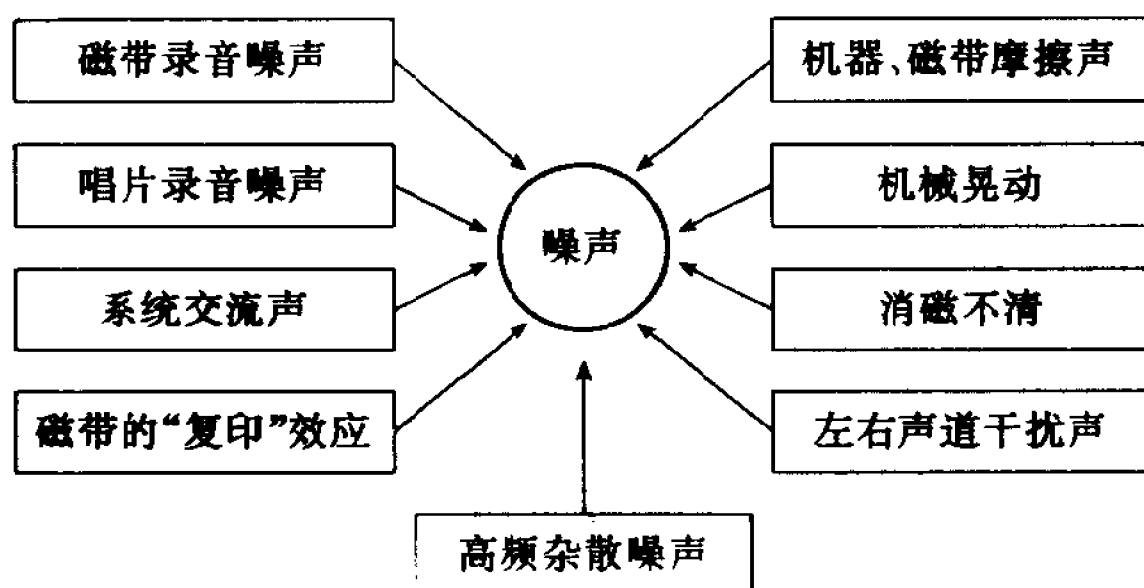 磁带录音噪声
机器、磁带摩擦声
唱片录音噪声
机械晃动
噪声
系统交流声
消磁不清
磁带的“复印”效应
左右声道干扰声
高频杂散噪声